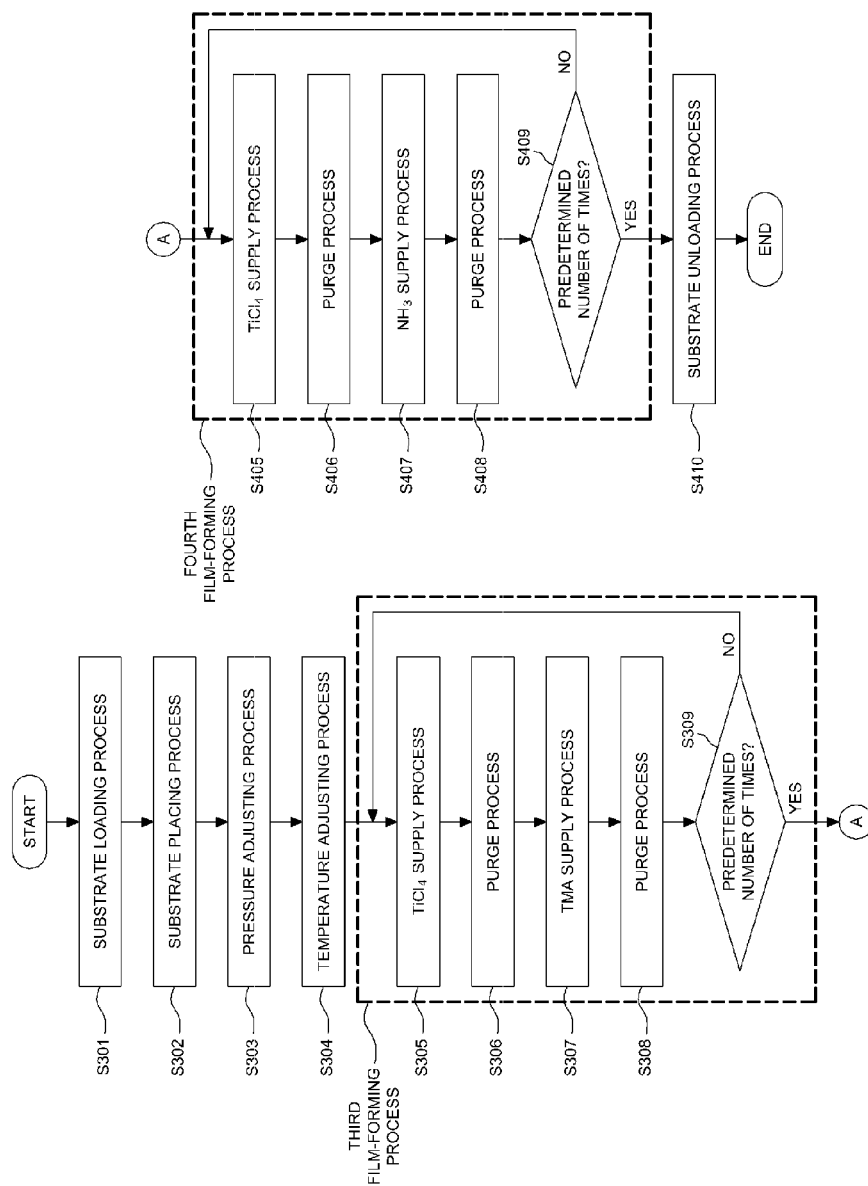 START
S301
SUBSTRATE LOADING PROCESS
S302
SUBSTRATE PLACING PROCESS
S303
PRESSURE ADJUSTING PROCESS
S304
TEMPERATURE ADJUSTING PROCESS
THIRD
FILM-FORMING
PROCESS
S305
TiCl₄ SUPPLY PROCESS
S306
PURGE PROCESS
S307
TMA SUPPLY PROCESS
S308
PURGE PROCESS
S309
PREDETERMINED
NUMBER OF TIMES?
NO
YES
A
A
FOURTH
FILM-FORMING
PROCESS
S405
TiCl₄ SUPPLY PROCESS
S406
PURGE PROCESS
S407
NH₃ SUPPLY PROCESS
S408
PURGE PROCESS
S409
PREDETERMINED
NUMBER OF TIMES?
NO
YES
S410
SUBSTRATE UNLOADING PROCESS
END